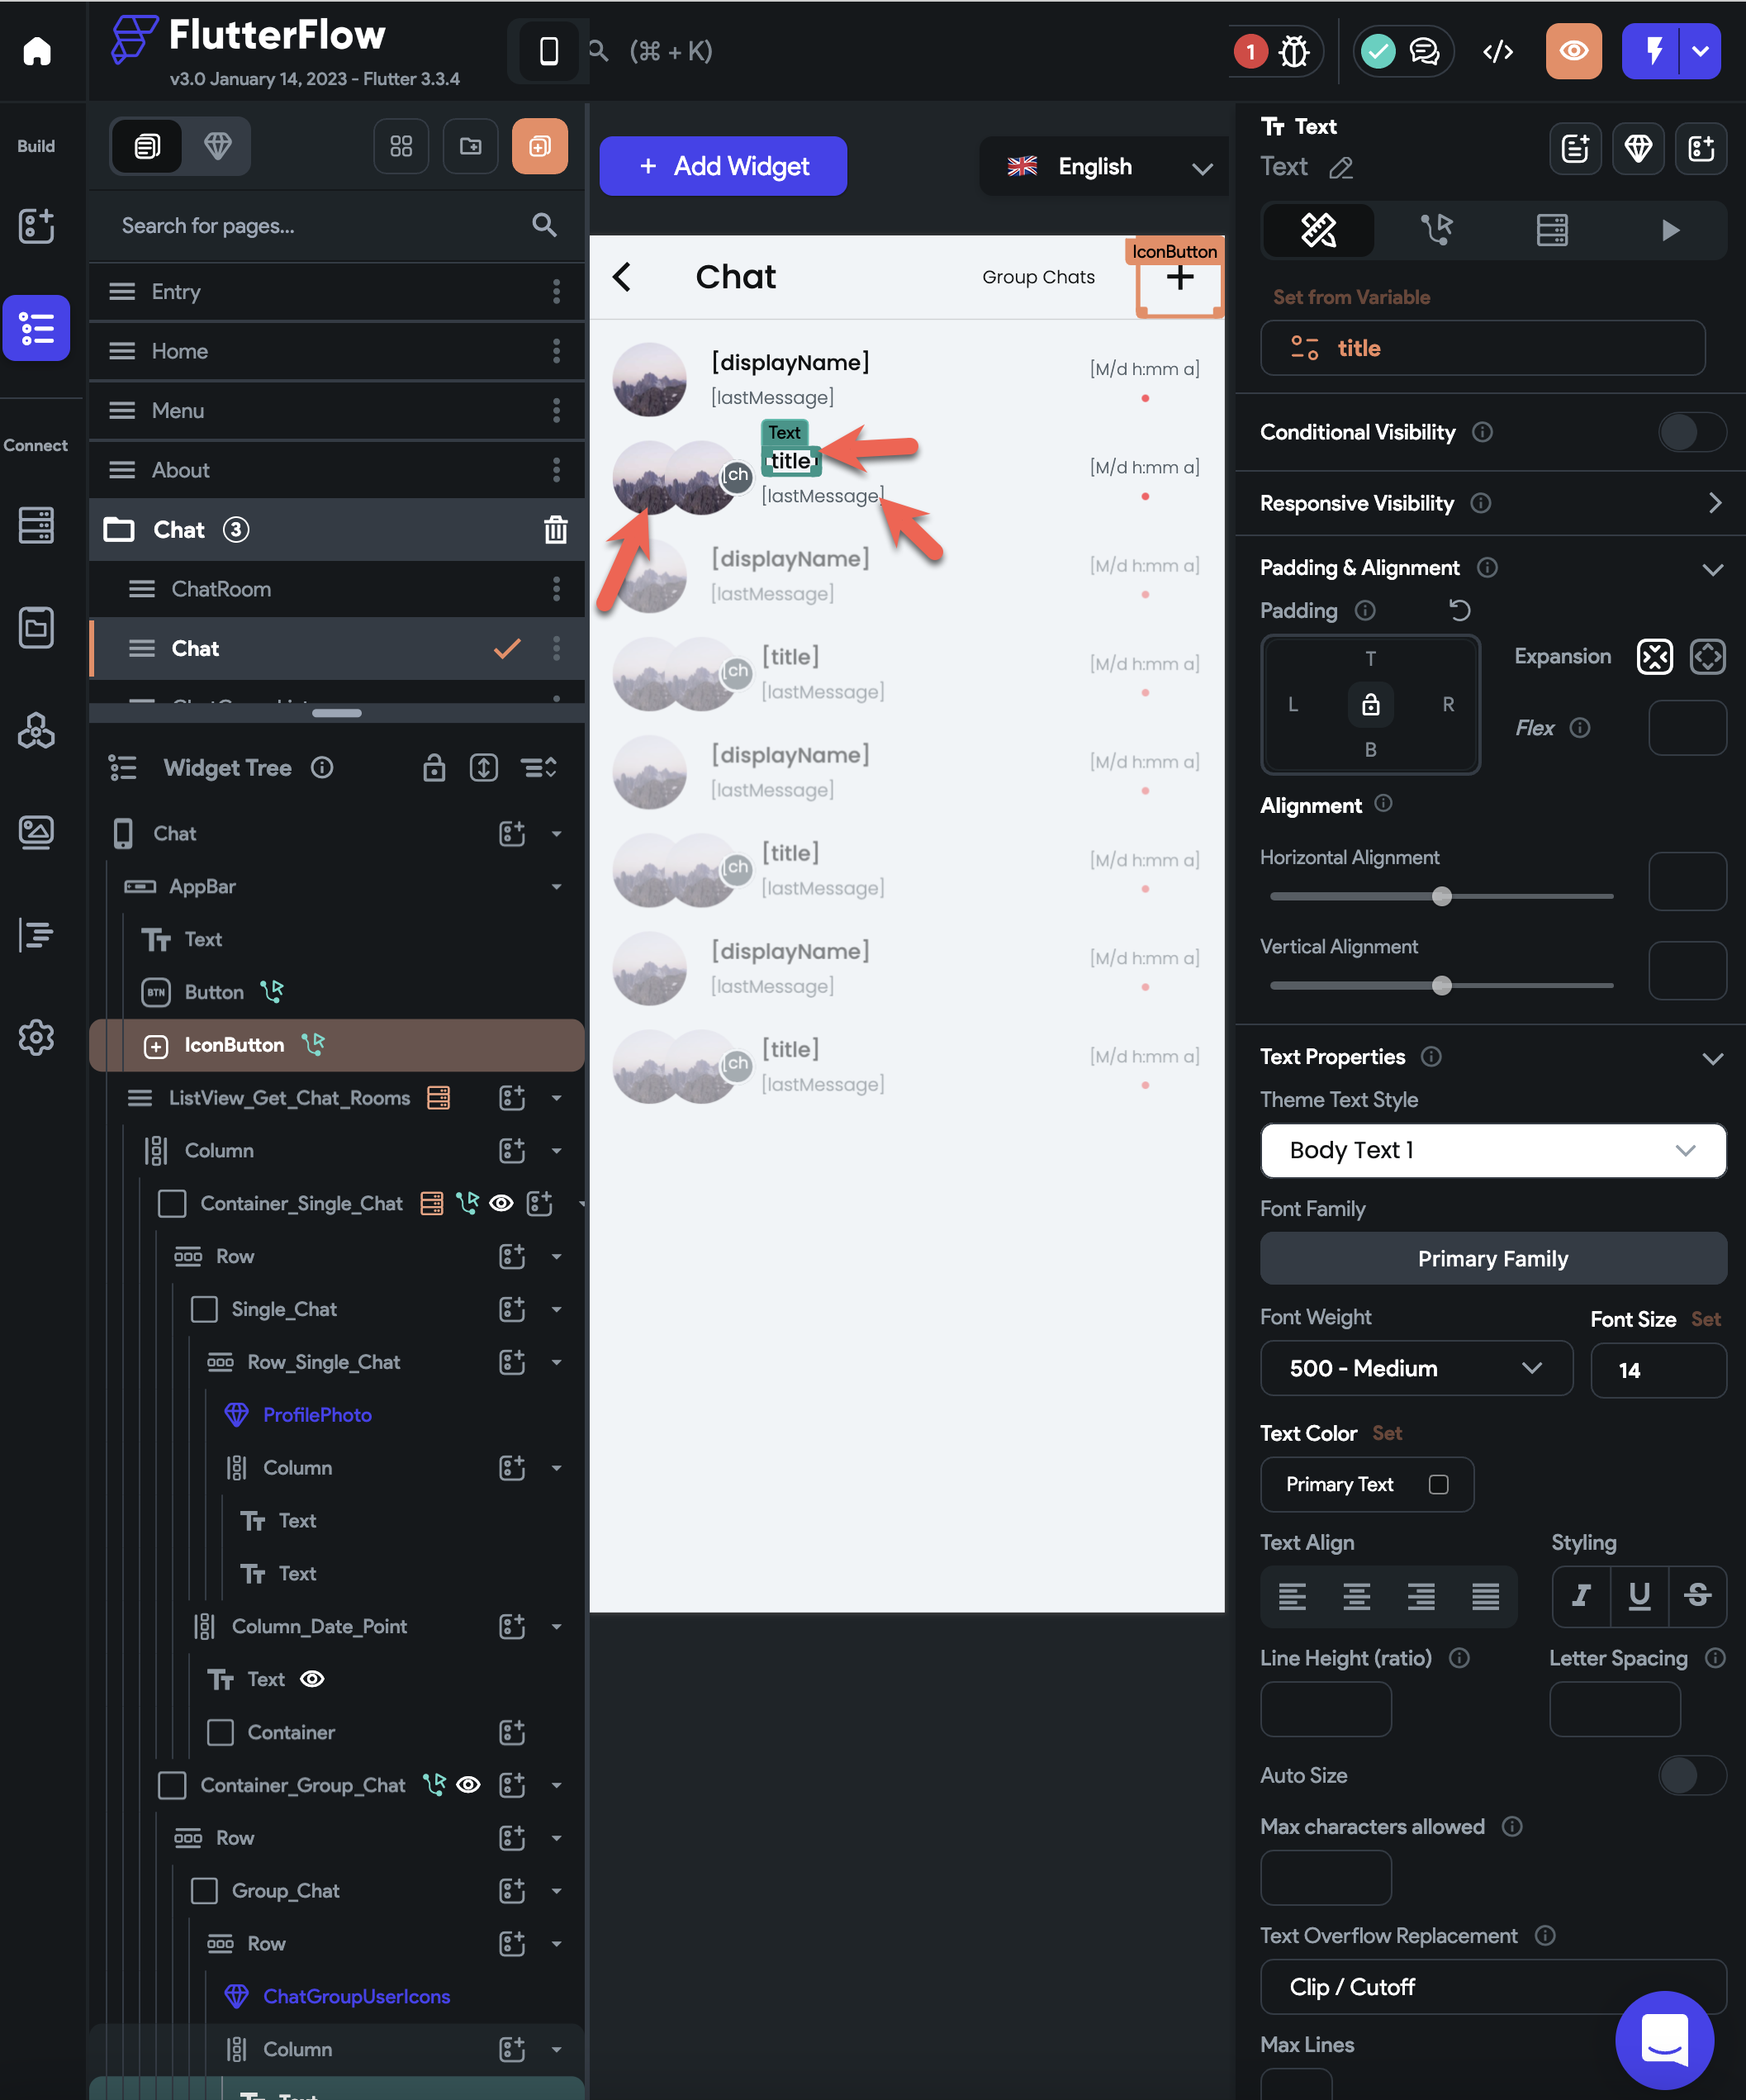 FlutterFlow
v3.0 January 14, 2023 - Flutter 3.3.4
(⌘ + K)
1
Build
Connect
Search for pages...
Entry
Home
Menu
About
Chat 3
ChatRoom
Chat
Widget Tree
Chat
AppBar
Text
BTN Button
IconButton
ListView_Get_Chat_Rooms
Column
Container_Single_Chat
Row
Single_Chat
Row_Single_Chat
ProfilePhoto
Column
Text
Text
Column_Date_Point
Text
Container
Container_Group_Chat
Row
Group_Chat
Row
ChatGroupUserIcons
Column
Text
+ Add Widget
English
IconButton
Chat
Group Chats
[displayName]
[M/d h:mm a]
[lastMessage]
Text
title
[ch
[M/d h:mm a]
[lastMessage]
[displayName]
[M/d h:mm a]
[lastMessage]
[title]
[M/d h:mm a]
[ch
[lastMessage]
[displayName]
[M/d h:mm a]
[lastMessage]
[title]
[M/d h:mm a]
[ch
[lastMessage]
[displayName]
[M/d h:mm a]
[lastMessage]
[title]
[M/d h:mm a]
[ch
[lastMessage]
Text
Text
Set from Variable
title
Conditional Visibility
Responsive Visibility
Padding & Alignment
Padding
T
L
R
B
Expansion
Flex
Alignment
Horizontal Alignment
Vertical Alignment
Text Properties
Theme Text Style
Body Text 1
Font Family
Primary Family
Font Weight
Font Size Set
500 - Medium
14
Text Color Set
Primary Text
Text Align
Styling
I U S
Line Height (ratio)
Letter Spacing
Auto Size
Max characters allowed
Text Overflow Replacement
Clip / Cutoff
Max Lines